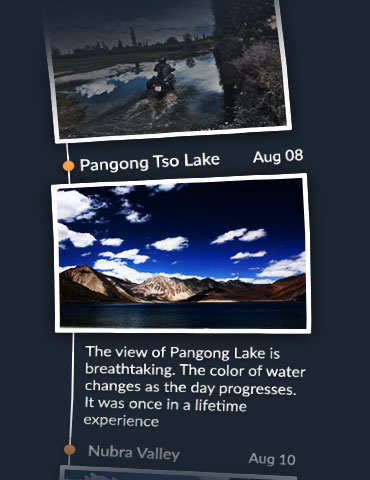 Pangong Tso Lake Aug 08
The view of Pangong Lake is
breathtaking. The color of water
changes as the day progresses.
It was once in a lifetime
experience
Nubra Valley Aug 10